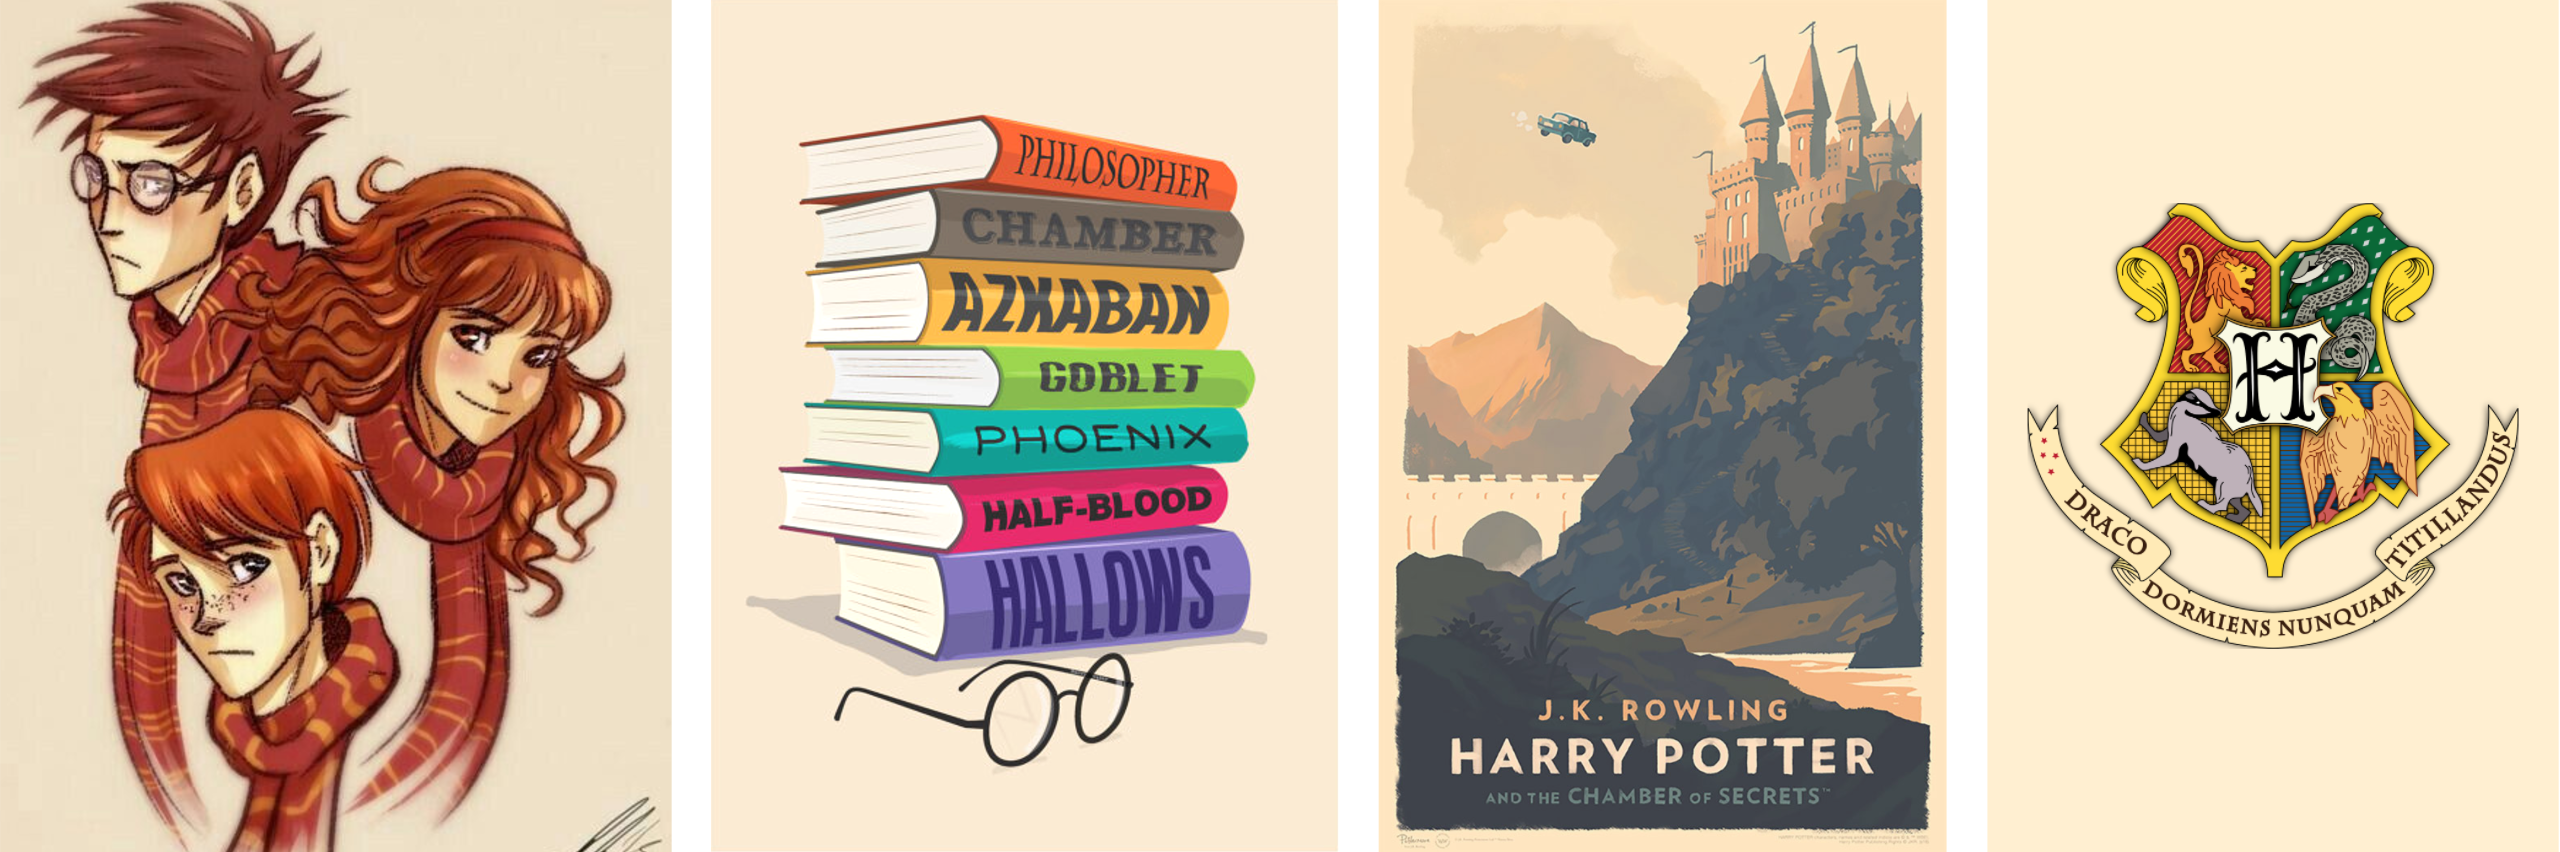 PHILOSOPHER
CHAMBER
AZKABAN
GOBLET
PHOENIX
HALF-BLOOD
HALLOWS
J.K. ROWLING
HARRY POTTER
AND THE CHAMBER OF SECRETS™
H
DRACO
DORMIENS NUNQUAM
TITILLANDUS